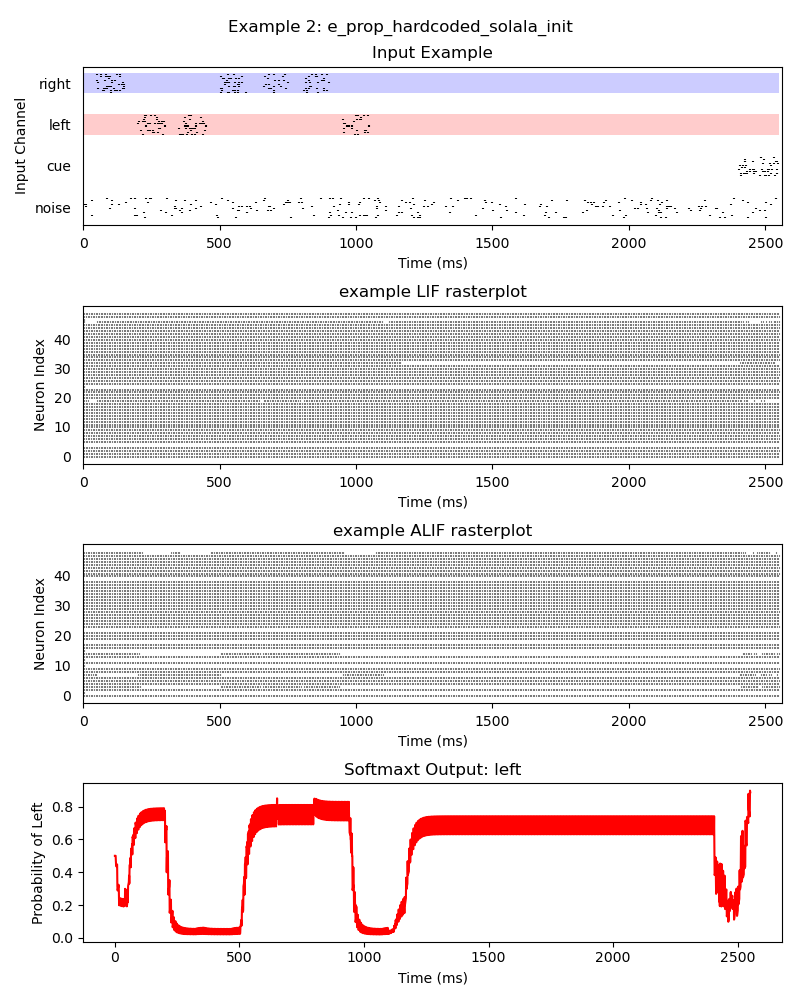 Example 2: e_prop_hardcoded_solala_init
Input Example
Input Channel
right
left
cue
noise
0 500 1000 1500 2000 2500
Time (ms)
example LIF rasterplot
Neuron Index
40
30
20
10
0
0 500 1000 1500 2000 2500
Time (ms)
example ALIF rasterplot
Neuron Index
40
30
20
10
0
0 500 1000 1500 2000 2500
Time (ms)
Softmaxt Output: left
Probability of Left
0.8
0.6
0.4
0.2
0.0
0 500 1000 1500 2000 2500
Time (ms)